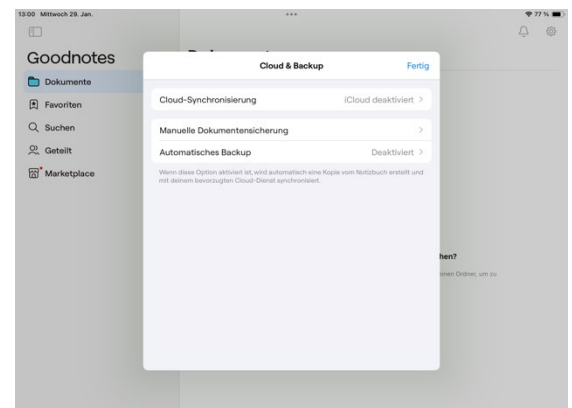 13:00 Mittwoch 29. Jan.
77 %
Goodnotes
Dokumente
Favoriten
Suchen
Geteilt
Marketplace
Cloud & Backup
Fertig
Cloud-Synchronisierung
iCloud deaktiviert
Manuelle Dokumentensicherung
Automatisches Backup
Deaktiviert
Wenn diese Option aktiviert ist, wird automatisch eine Kopie vom Notizbuch erstellt und
mit deinem bevorzugten Cloud-Dienst synchronisiert.
hen?
Ordner, um zu